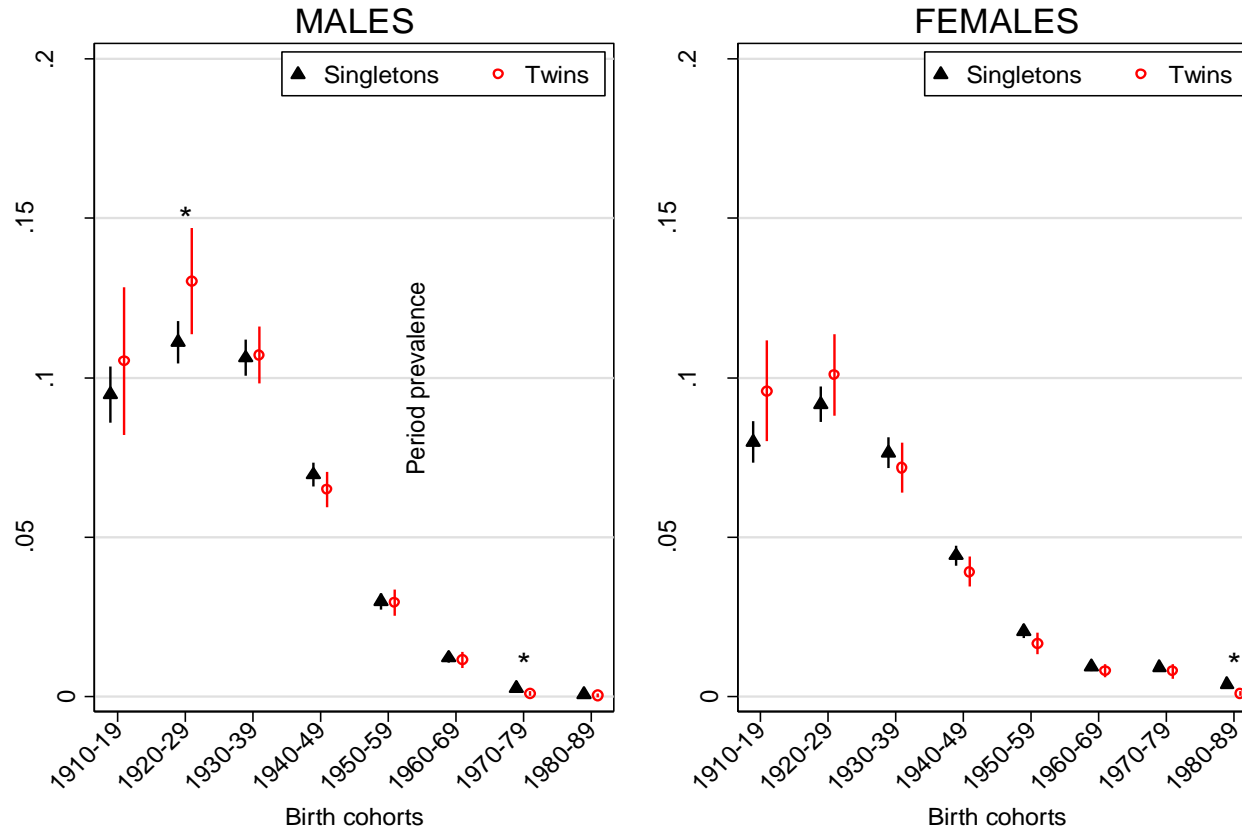 MALES
Singletons Twins
.2
.15
.1
.05
0
*
*
Period prevalence
1910-19 1920-29 1930-39 1940-49 1950-59 1960-69 1970-79 1980-89
Birth cohorts
FEMALES
Singletons Twins
.2
.15
.1
.05
0
*
1910-19 1920-29 1930-39 1940-49 1950-59 1960-69 1970-79 1980-89
Birth cohorts